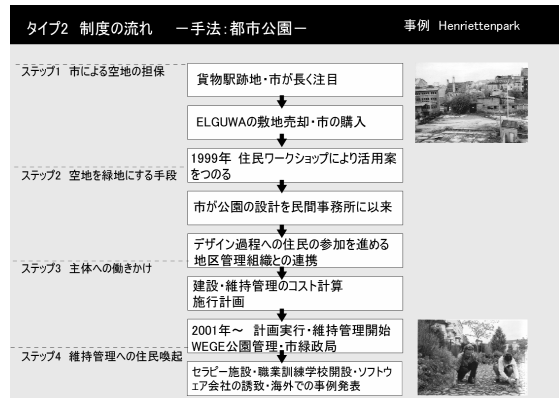 タイプ2 制度の流れ －手法:都市公園－ 事例 Henriettenpark
ステップ1 市による空地の担保
貨物駅跡地・市が長く注目
ELGUWAの敷地売却・市の購入
1999年 住民ワークショップにより活用案
をつのる
ステップ2 空地を緑地にする手段
市が公園の設計を民間事務所に以来
デザイン過程への住民の参加を進める
地区管理組織との連携
ステップ3 主体への働きかけ
建設・維持管理のコスト計算
施行計画
2001年～ 計画実行・維持管理開始
WEGE公園管理・市緑政局
ステップ4 維持管理への住民喚起
セラピー施設・職業訓練学校開設・ソフトウ
ェア会社の誘致・海外での事例発表